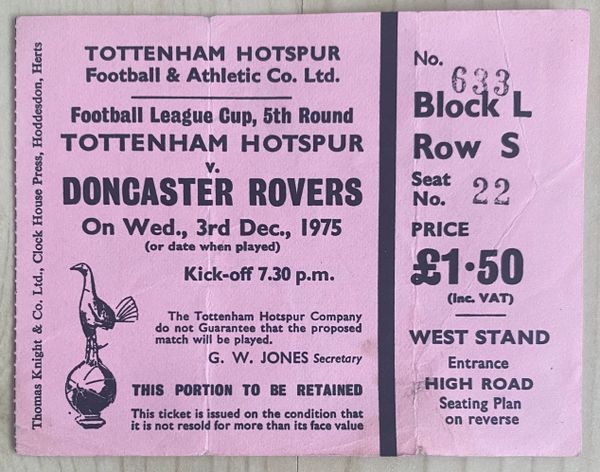 TOTTENHAM HOTSPUR
Football & Athletic Co. Ltd.
Football League Cup, 5th Round
TOTTENHAM HOTSPUR
v.
DONCASTER ROVERS
On Wed., 3rd Dec., 1975
(or date when played)
Kick-off 7.30 p.m.
The Tottenham Hotspur Company
do not Guarantee that the proposed
match will be played.
G. W. JONES Secretary
THIS PORTION TO BE RETAINED
This ticket is issued on the condition that
it is not resold for more than its face value
Thomas Knight & Co. Ltd., Clock House Press, Hoddesdon, Herts
No. 633
Block L
Row S
Seat
No. 22
PRICE
£1·50
(inc. VAT)
WEST STAND
Entrance
HIGH ROAD
Seating Plan
on reverse